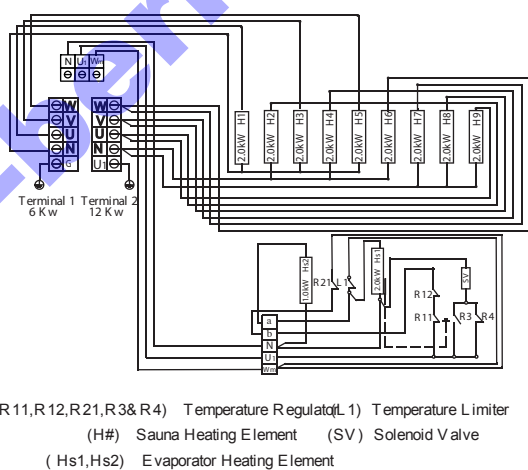 N U1 Wm
W W
V V
U U
N N
G U1
Terminal 1 Terminal 2
6 Kw 12 Kw
2.0kW H1
2.0kW H2
2.0kW H3
2.0kW H4
2.0kW H5
2.0kW H6
2.0kW H7
2.0kW H8
2.0kW H9
1.0kW Hs2
R21
L1
2.0kW Hs1
SV
R12
R11
R3
R4
a
b
N
U1
Wm
R11,R12,R21,R3& R4) Temperature Regulator(L1) Temperature Limiter
(H#) Sauna Heating Element (SV) Solenoid Valve
( Hs1,Hs2) Evaporator Heating Element